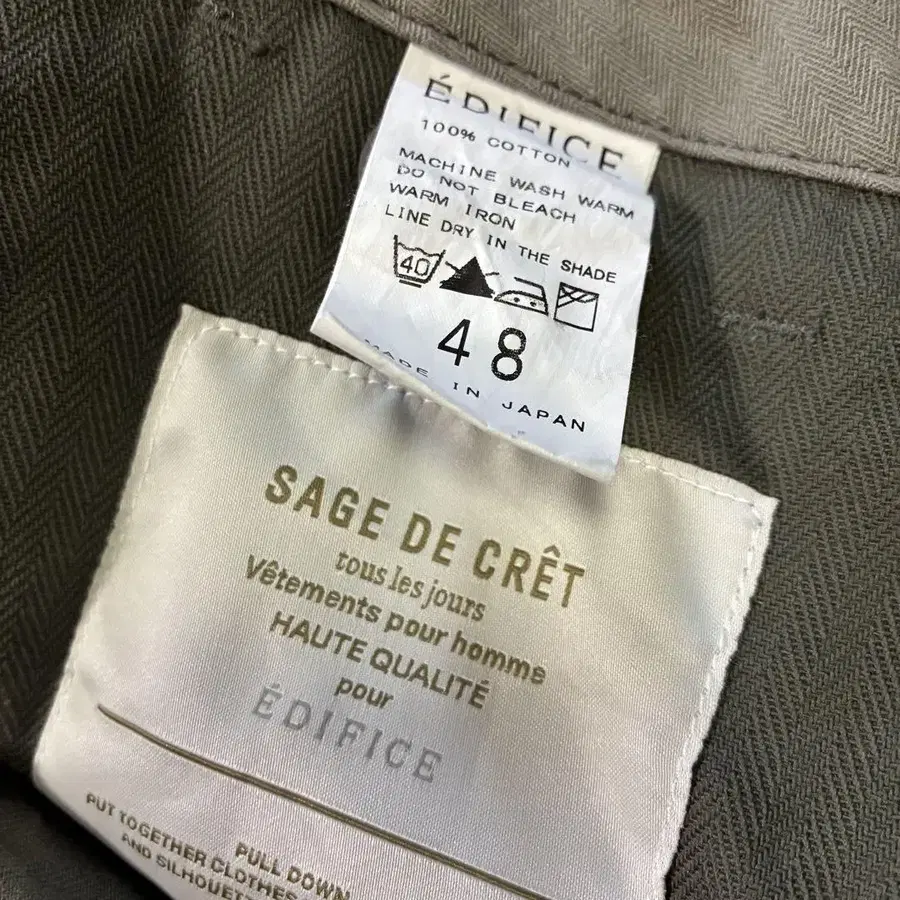 ÉDIFICE
100% COTTON
MACHINE WASH WARM
DO NOT BLEACH
WARM IRON
LINE DRY IN THE SHADE
40
48
MADE IN JAPAN
SAGE DE CRÊT
tous les jours
Vêtements pour homme
HAUTE QUALITÉ
pour
ÉDIFICE
PULL DOWN
PUT TOGETHER CLOTHES
AND SILHOUET